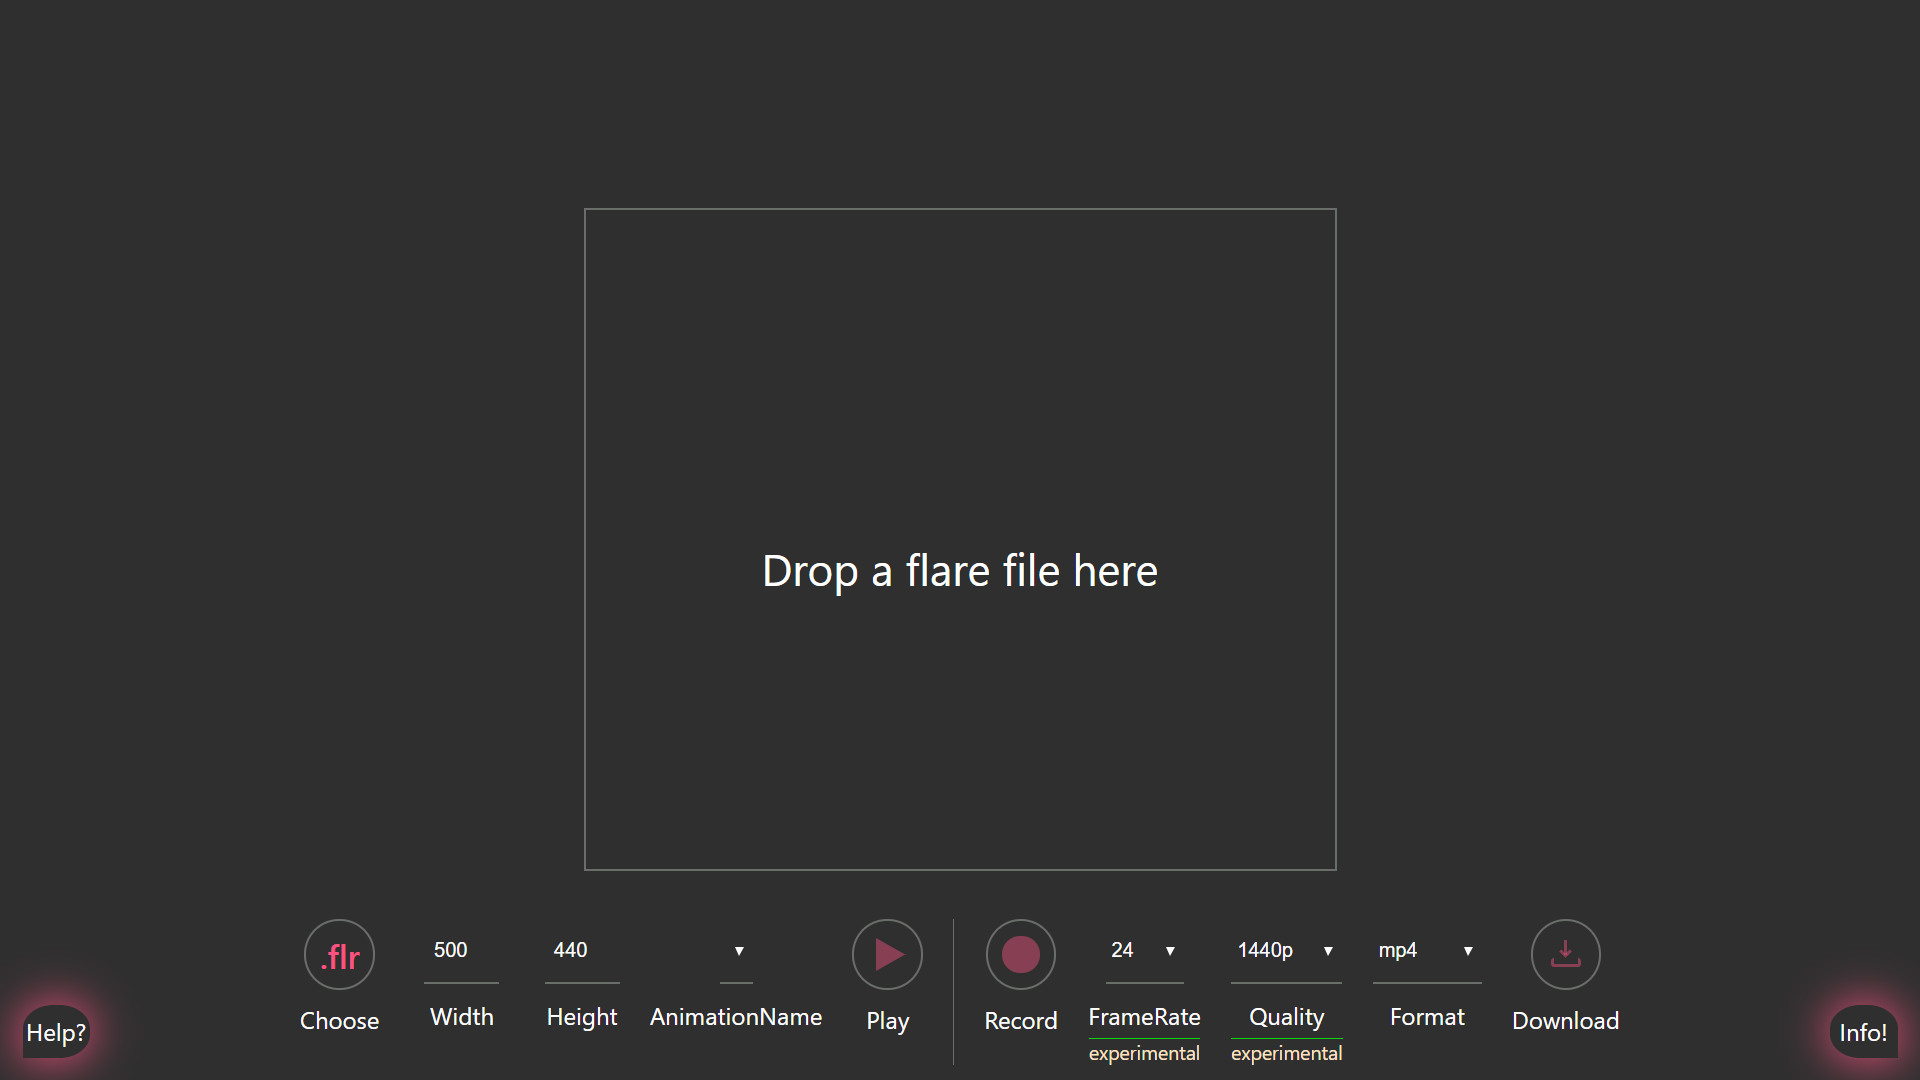 Drop a flare file here
.flr
Choose
500
Width
440
Height
AnimationName
Play
Record
24
FrameRate
experimental
1440p
Quality
experimental
mp4
Format
Download
Help?
Info!